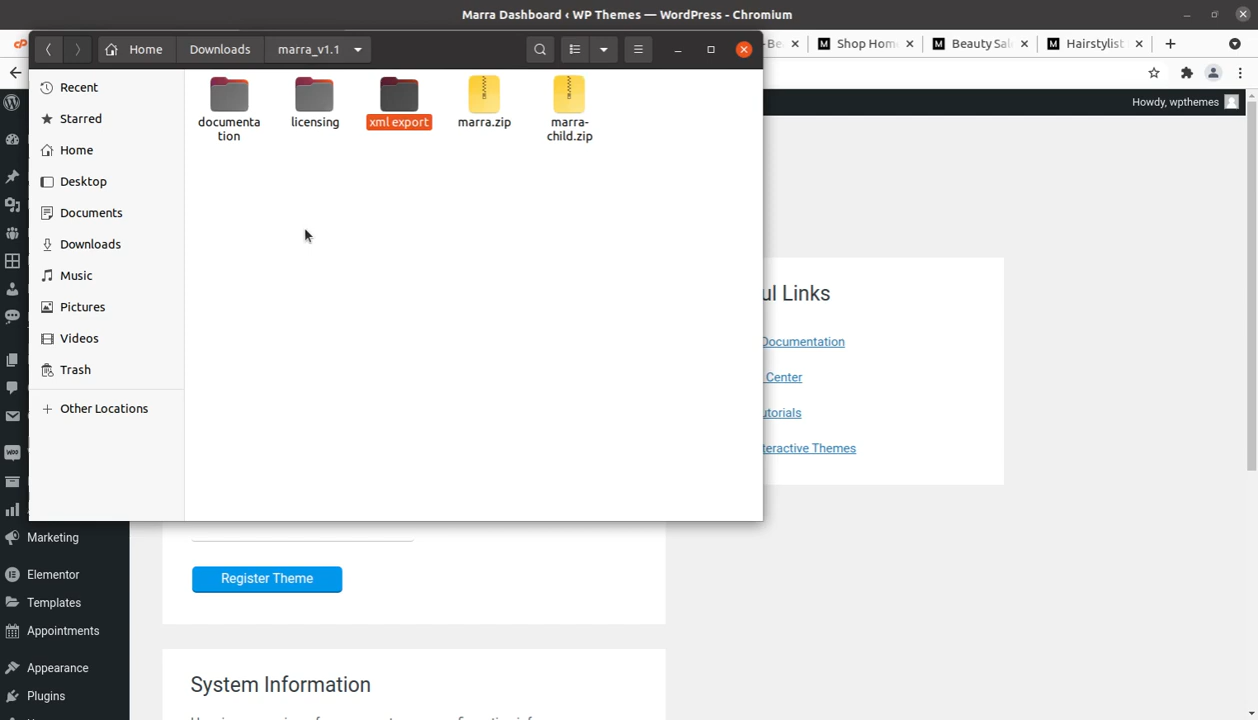 Marra Dashboard ‹ WP Themes — WordPress - Chromium
Home Downloads marra_v1.1
Shop Hom
Beauty Sal
Hairstylist
Howdy, wpthemes
Recent
Starred
Home
Desktop
Documents
Downloads
Music
Pictures
Videos
Trash
Other Locations
documenta
tion
licensing
xml export
marra.zip
marra-
child.zip
ul Links
Documentation
Center
utorials
teractive Themes
Register Theme
System Information
Marketing
Elementor
Templates
Appointments
Appearance
Plugins